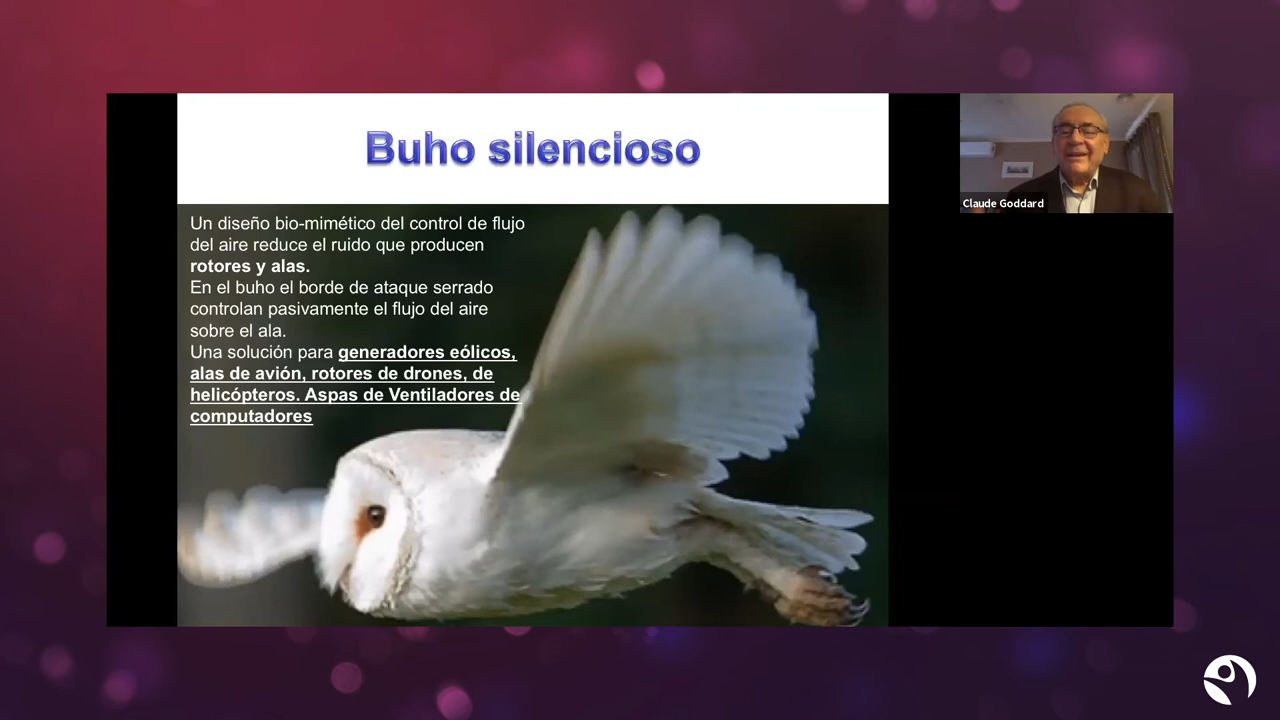 Buho silencioso
Un diseño bio-mimético del control de flujo
del aire reduce el ruido que producen
rotores y alas.
En el buho el borde de ataque serrado
controlan pasivamente el flujo del aire
sobre el ala.
Una solución para generadores eólicos,
alas de avión, rotores de drones, de
helicópteros. Aspas de Ventiladores de
computadores
Claude Goddard